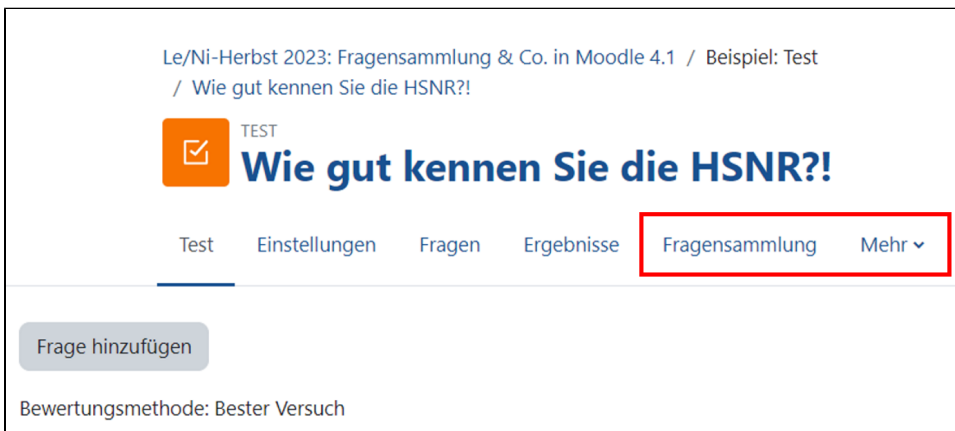 Le/Ni-Herbst 2023: Fragensammlung & Co. in Moodle 4.1 / Beispiel: Test
/ Wie gut kennen Sie die HSNR?!
TEST
Wie gut kennen Sie die HSNR?!
Test Einstellungen Fragen Ergebnisse Fragensammlung Mehr
Frage hinzufügen
Bewertungsmethode: Bester Versuch